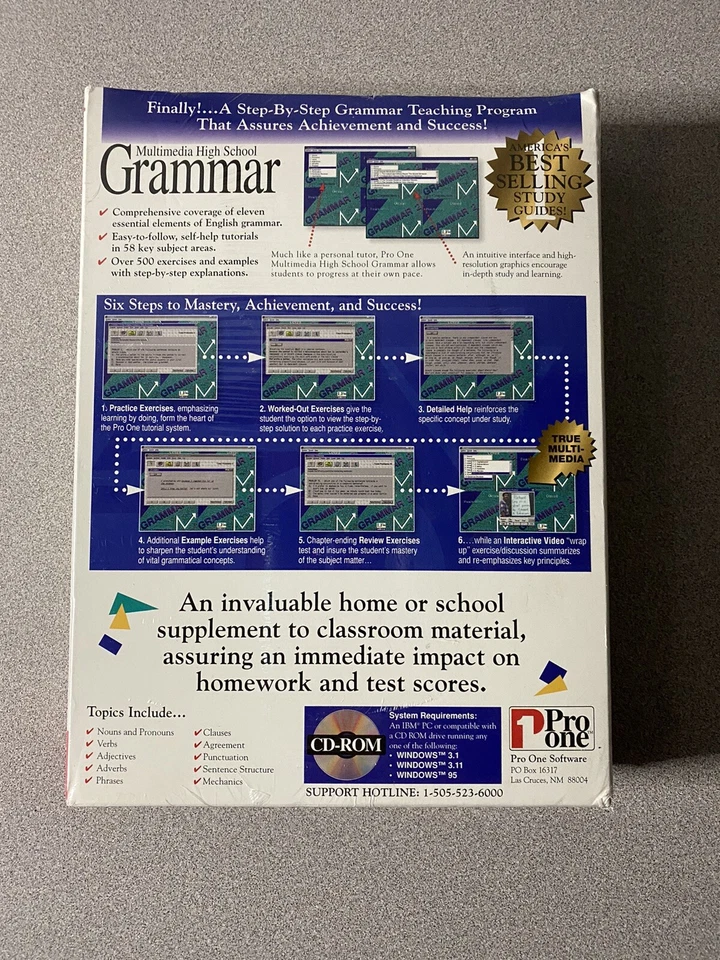 Finally!...A Step-By-Step Grammar Teaching Program
That Assures Achievement and Success!
Multimedia High School
Grammar
AMERICA'S
BEST
SELLING
STUDY
GUIDES!
✔ Comprehensive coverage of eleven
essential elements of English grammar.
✔ Easy-to-follow, self-help tutorials
in 58 key subject areas.
✔ Over 500 exercises and examples
with step-by-step explanations.
Much like a personal tutor, Pro One
Multimedia High School Grammar allows
students to progress at their own pace.
An intuitive interface and high-
resolution graphics encourage
in-depth study and learning.
Six Steps to Mastery, Achievement, and Success!
1. Practice Exercises, emphasizing
learning by doing, form the heart of
the Pro One tutorial system.
2. Worked-Out Exercises give the
student the option to view the step-by-
step solution to each practice exercise.
3. Detailed Help reinforces the
specific concept under study.
TRUE
MULTI-
MEDIA
4. Additional Example Exercises help
to sharpen the student's understanding
of vital grammatical concepts.
5. Chapter-ending Review Exercises
test and insure the student's mastery
of the subject matter...
6....while an Interactive Video "wrap
up" exercise/discussion summarizes
and re-emphasizes key principles.
An invaluable home or school
supplement to classroom material,
assuring an immediate impact on
homework and test scores.
Topics Include...
✔ Nouns and Pronouns
✔ Verbs
✔ Adjectives
✔ Adverbs
✔ Phrases
✔ Clauses
✔ Agreement
✔ Punctuation
✔ Sentence Structure
✔ Mechanics
CD-ROM
System Requirements:
An IBM® PC or compatible with
a CD ROM drive running any
one of the following:
• WINDOWS™ 3.1
• WINDOWS™ 3.11
• WINDOWS™ 95
SUPPORT HOTLINE: 1-505-523-6000
1 Pro
one™
Pro One Software
PO Box 16317
Las Cruces, NM 88004